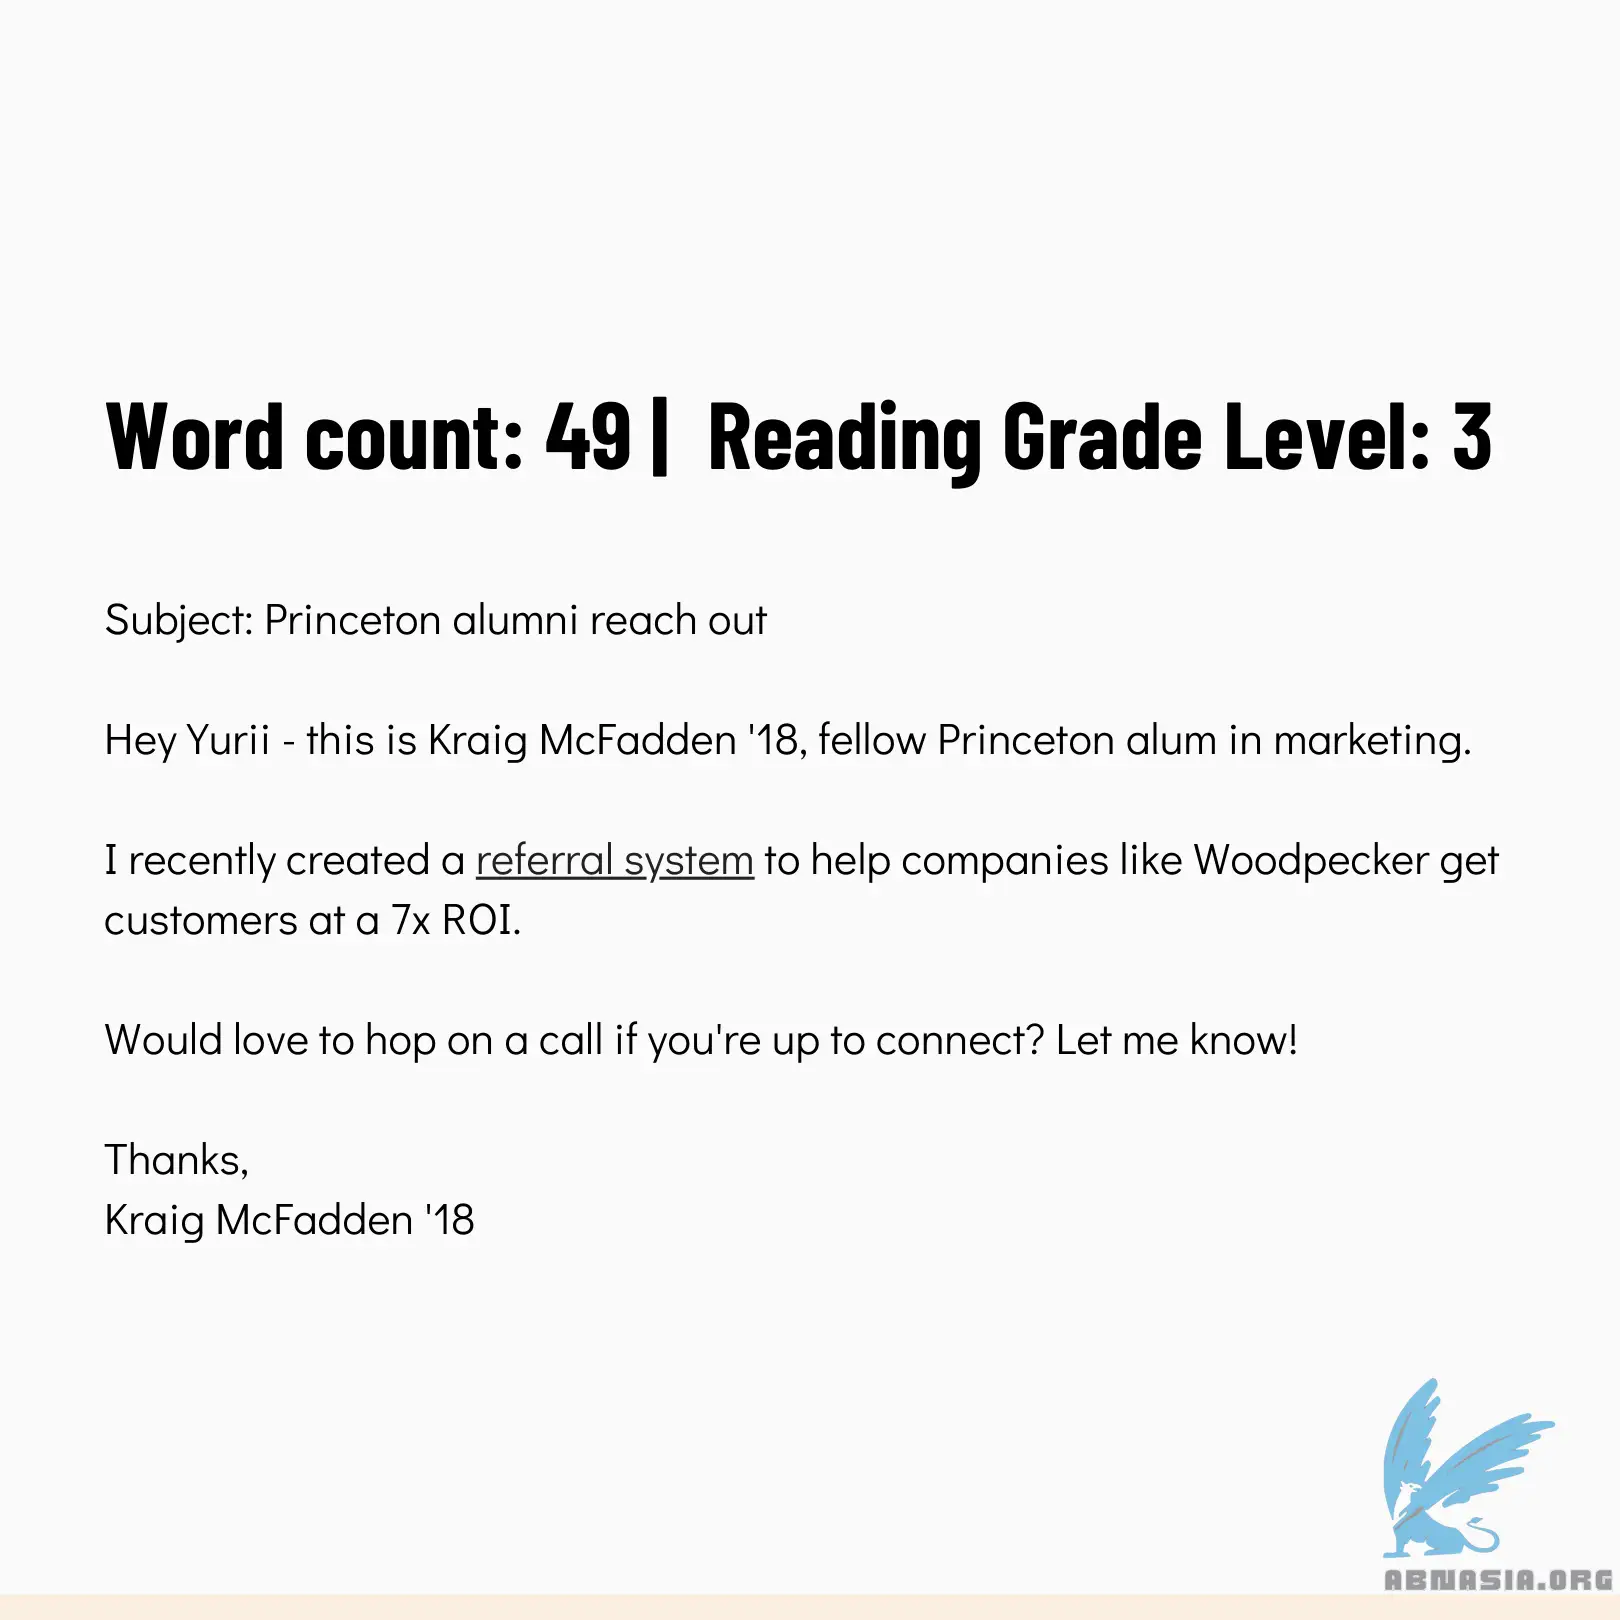 Word count: 49 | Reading Grade Level: 3
Subject: Princeton alumni reach out
Hey Yurii - this is Kraig McFadden '18, fellow Princeton alum in marketing.
I recently created a referral system to help companies like Woodpecker get
customers at a 7x ROI.
Would love to hop on a call if you're up to connect? Let me know!
Thanks,
Kraig McFadden '18
ABNASIA.ORG